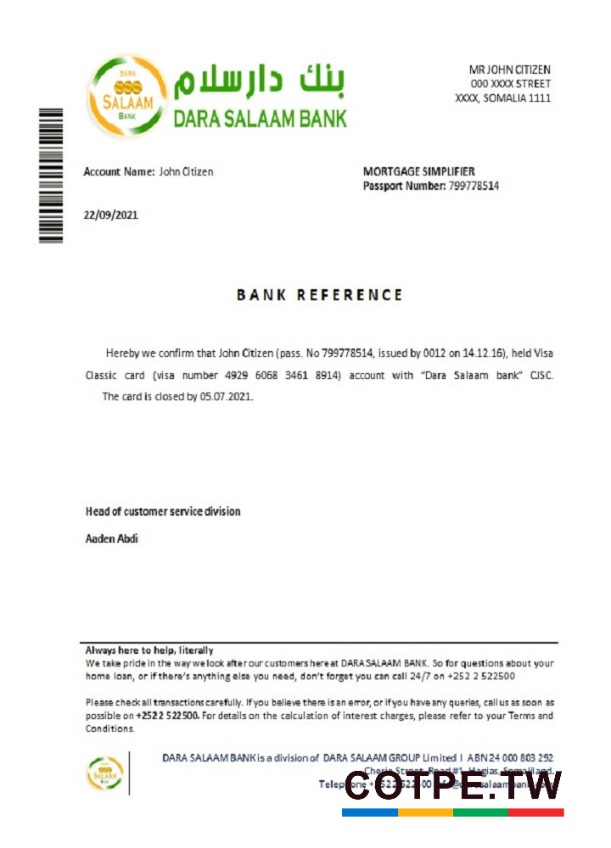 DARA
SALAAM
BANK
بنك دارسلام
DARA SALAAM BANK
MR JOHN CITIZEN
000 XXXX STREET
XXXX, SOMALIA 1111
Account Name: John Citizen
MORTGAGE SIMPLIFIER
Passport Number: 799778514
22/09/2021
BANK REFERENCE
Hereby we confirm that John Citizen (pass. No 799778514, issued by 0012 on 14.12.16), held Visa
Classic card (visa number 4929 6068 3461 8914) account with “Dara Salaam bank” CJSC.
The card is closed by 05.07.2021.
Head of customer service division
Aaden Abdi
Always here to help, literally
We take pride in the way we look after our customers here at DARA SALAAM BANK. So for questions about your
home loan, or if there's anything else you need, don't forget you can call 24/7 on +252 2 522500
Please check all transactions carefully. If you believe there is an error, or if you have any queries, call us as soon as
possible on +252 2 522500. For details on the calculation of interest charges, please refer to your Terms and
Conditions.
SALAAM
BANK
DARA SALAAM BANK is a division of DARA SALAAM GROUP Limited I ABN 24 000 803 292
Cherie Street, Road #1, Hagias, Somaliland.
COTPE.TW